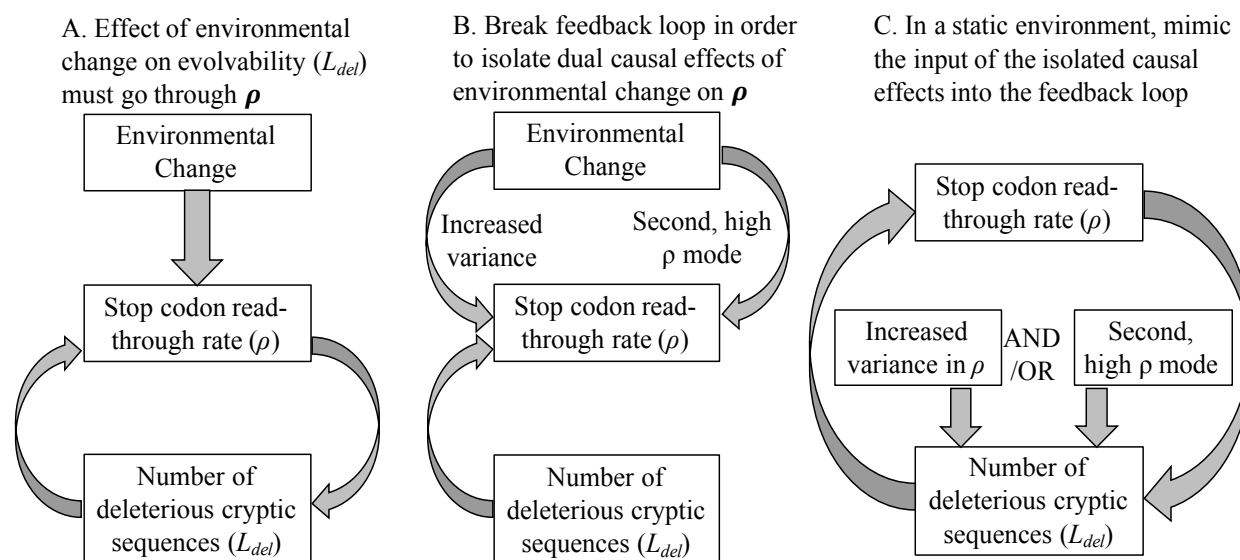 A. Effect of environmental
change on evolvability (Ldel)
must go through ρ
Environmental
Change
Stop codon read-
through rate (ρ)
Number of
deleterious cryptic
sequences (Ldel)
B. Break feedback loop in order
to isolate dual causal effects of
environmental change on ρ
Environmental
Change
Increased
variance
Second, high
ρ mode
Stop codon read-
through rate (ρ)
Number of
deleterious cryptic
sequences (Ldel)
C. In a static environment, mimic
the input of the isolated causal
effects into the feedback loop
Stop codon read-
through rate (ρ)
Increased
variance in ρ
AND
/OR
Second,
high ρ mode
Number of
deleterious cryptic
sequences (Ldel)